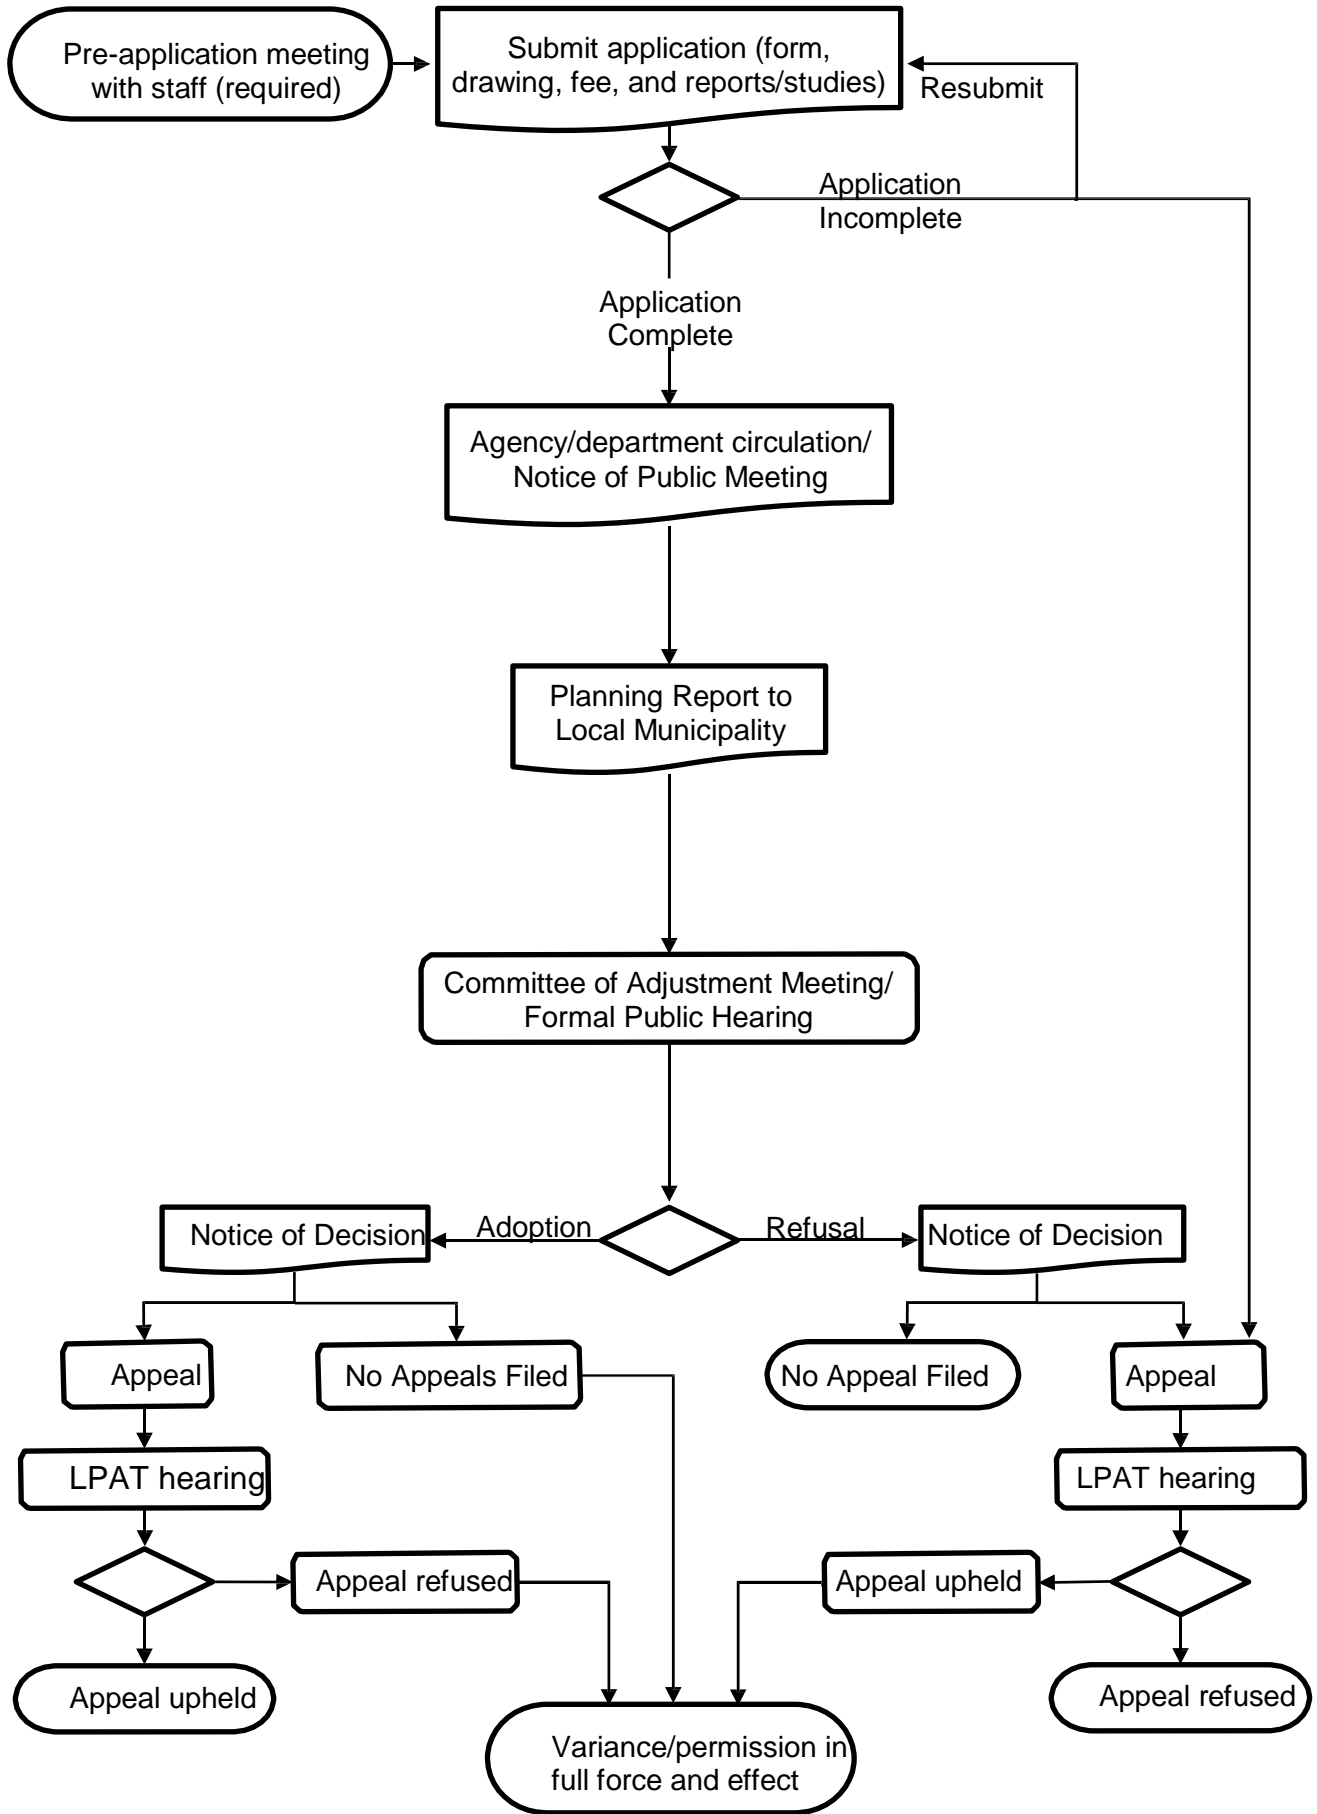 Pre-application meeting
with staff (required)
Submit application (form,
drawing, fee, and reports/studies)
Resubmit
Application
Incomplete
Application
Complete
Agency/department circulation/
Notice of Public Meeting
Planning Report to
Local Municipality
Committee of Adjustment Meeting/
Formal Public Hearing
Notice of Decision
Adoption
Refusal
Notice of Decision
Appeal
No Appeals Filed
No Appeal Filed
Appeal
LPAT hearing
LPAT hearing
Appeal refused
Appeal upheld
Appeal upheld
Appeal refused
Variance/permission in
full force and effect